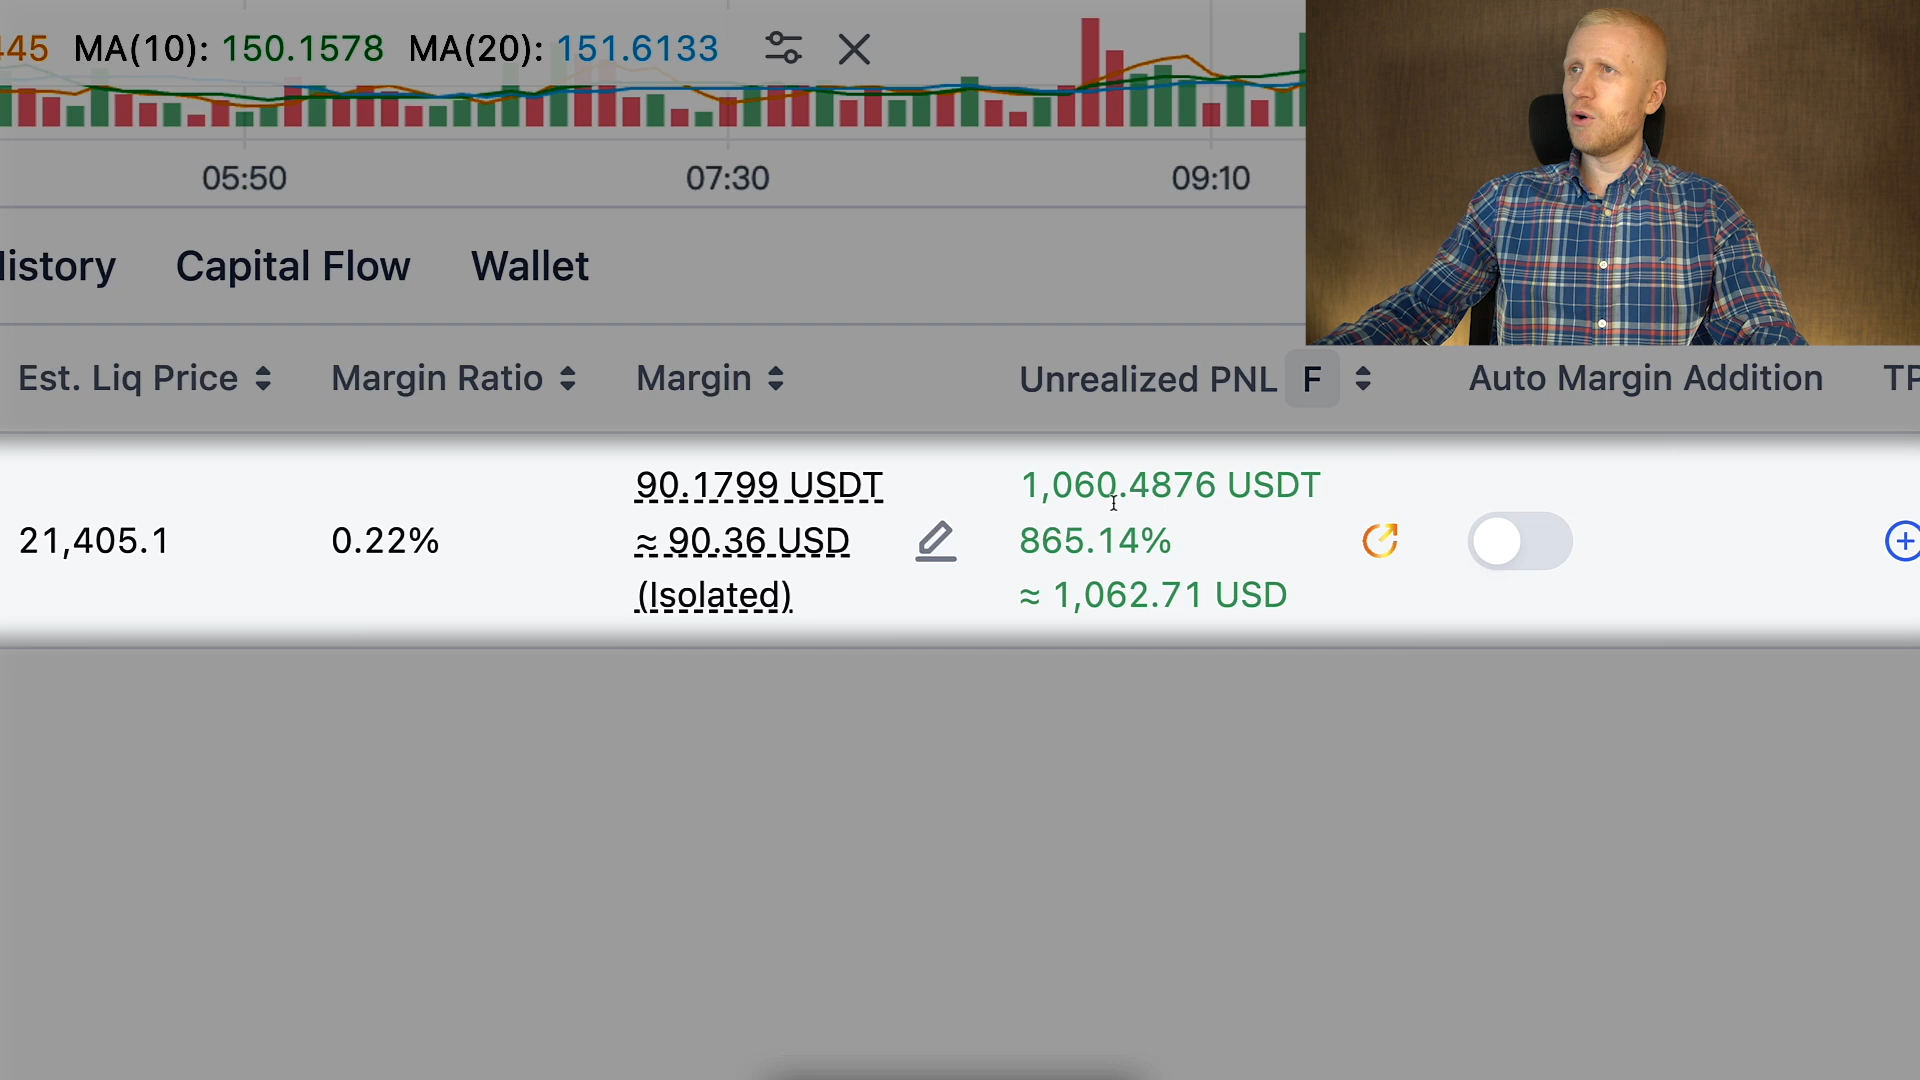 445 MA(10): 150.1578 MA(20): 151.6133
05:50 07:30 09:10
History Capital Flow Wallet
Est. Liq Price Margin Ratio Margin Unrealized PNL F Auto Margin Addition TP
21,405.1 0.22% 90.1799 USDT
≈ 90.36 USD
(Isolated)
1,060.4876 USDT
865.14%
≈ 1,062.71 USD